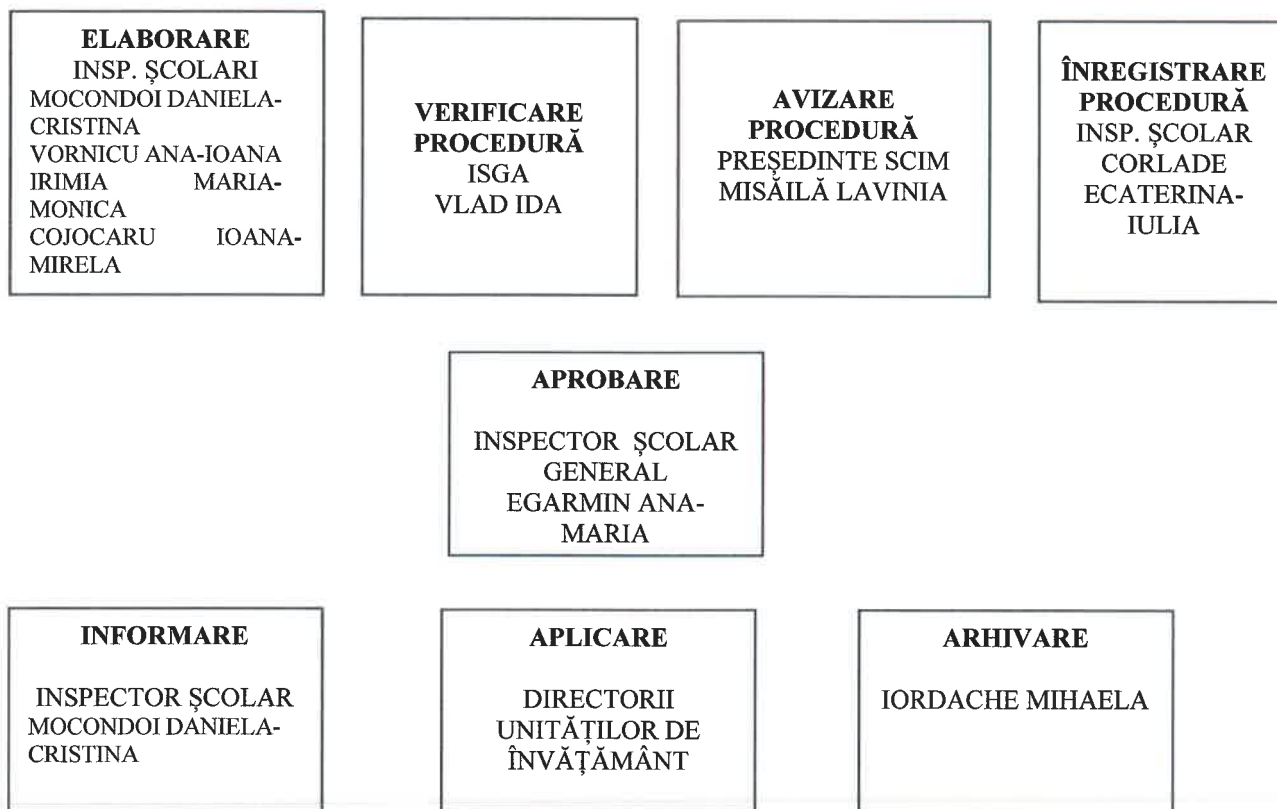 ELABORARE
INSP. ȘCOLARI
MOCONDOI DANIELA-
CRISTINA
VORNICU ANA-IOANA
IRIMIA MARIA-
MONICA
COJOCARU IOANA-
MIRELA
VERIFICARE
PROCEDURĂ
ISGA
VLAD IDA
AVIZARE
PROCEDURĂ
PREȘEDINTE SCIM
MISĂILĂ LAVINIA
ÎNREGISTRARE
PROCEDURĂ
INSP. ȘCOLAR
CORLADE
ECATERINA-
IULIA
APROBARE
INSPECTOR ȘCOLAR
GENERAL
EGARMIN ANA-
MARIA
INFORMARE
INSPECTOR ȘCOLAR
MOCONDOI DANIELA-
CRISTINA
APLICARE
DIRECTORII
UNITĂȚILOR DE
ÎNVĂȚĂMÂNT
ARHIVARE
IORDACHE MIHAELA